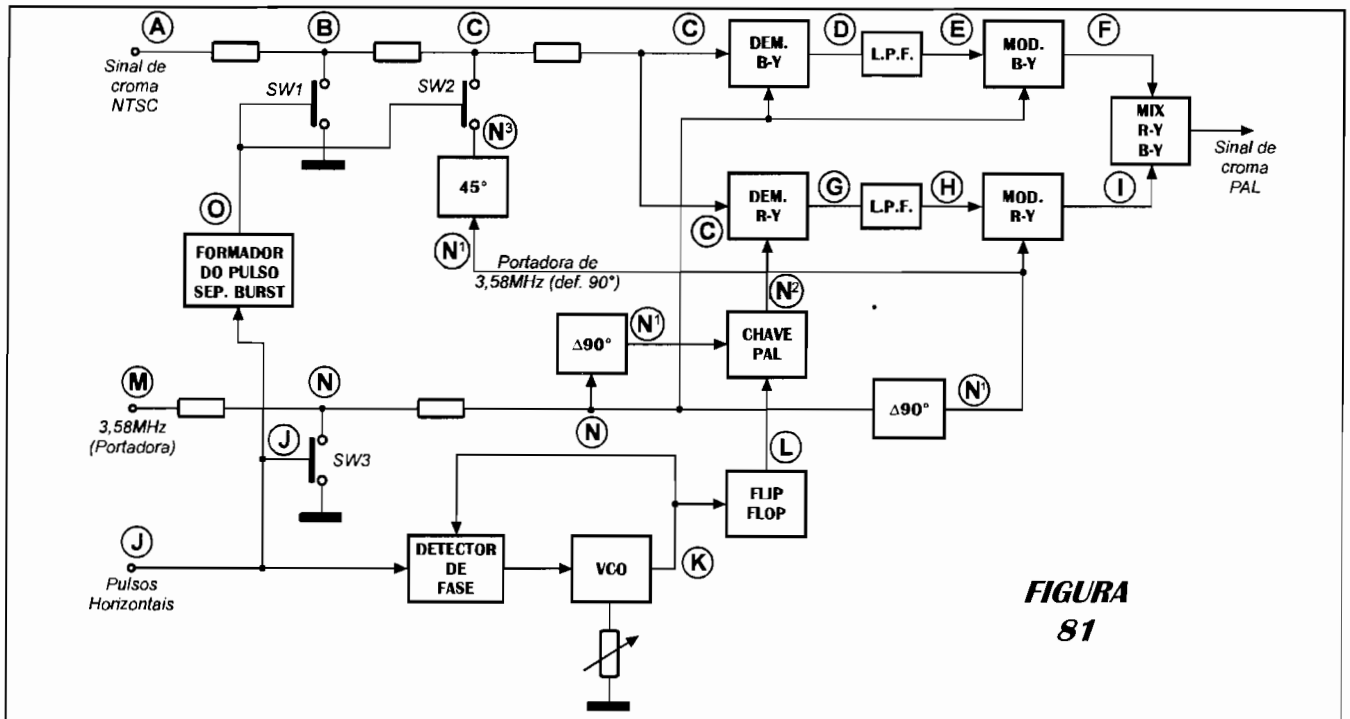 A
B
C
C
D
E
F
Sinal de
croma
NTSC
SW1
SW2
N³
DEM.
B-Y
L.P.F.
MOD.
B-Y
MIX
R-Y
B-Y
Sinal de
croma
PAL
45°
O
N¹
C
DEM.
R-Y
G
L.P.F.
H
MOD.
R-Y
I
FORMADOR
DO PULSO
SEP. BURST
Portadora de
3,58MHz (def. 90°)
N²
Δ90°
N¹
CHAVE
PAL
M
N
N
3,58MHz
(Portadora)
J
SW3
Δ90°
N¹
L
FLIP
FLOP
J
Pulsos
Horizontais
DETECTOR
DE
FASE
VCO
K
FIGURA
81